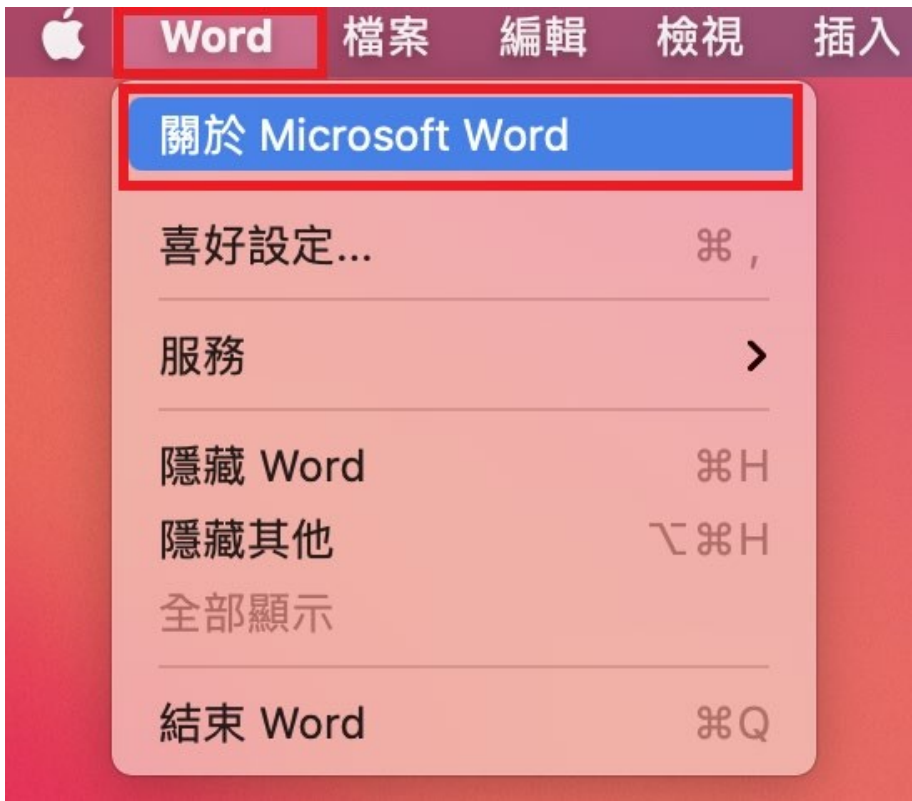 Word 檔案 編輯 檢視 插入
關於 Microsoft Word
喜好設定... ⌘ ,
服務
隱藏 Word ⌘H
隱藏其他 ⌥⌘H
全部顯示
結束 Word ⌘Q